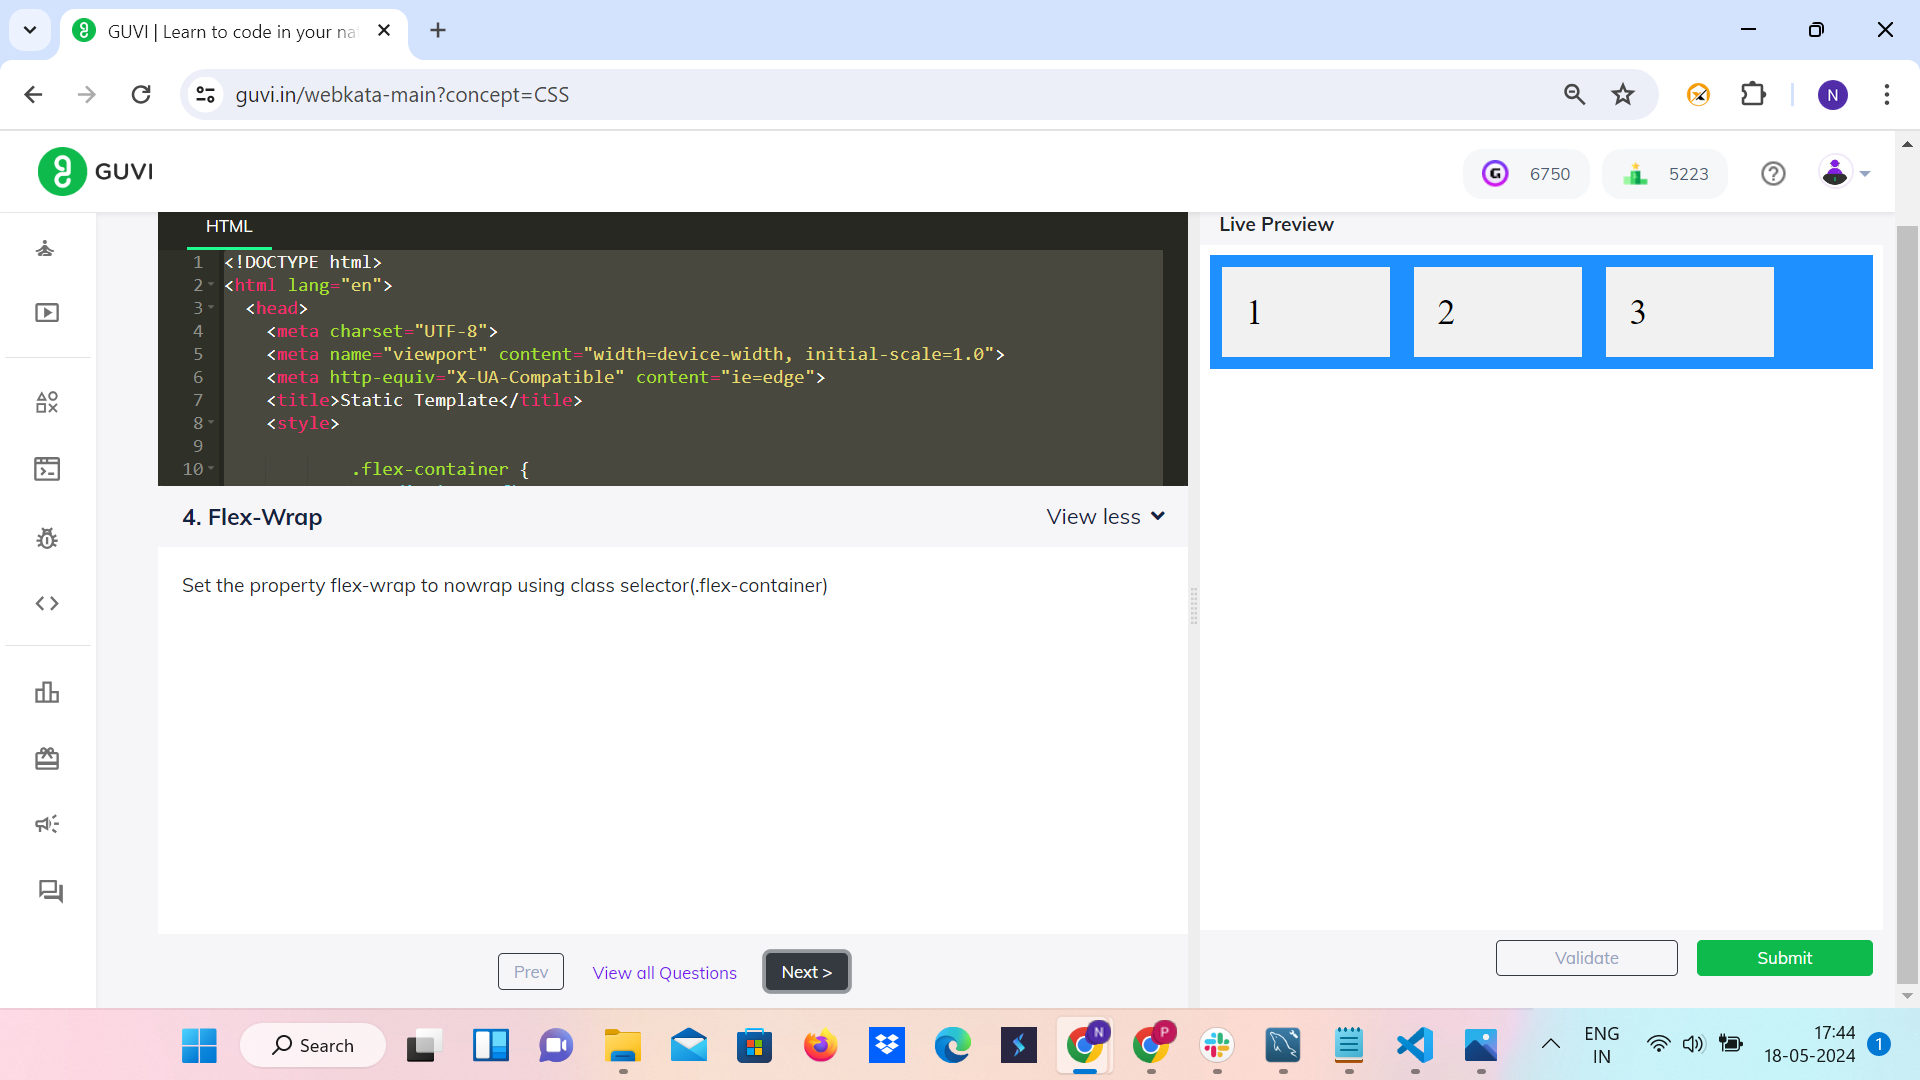 GUVI | Learn to code in your na
guvi.in/webkata-main?concept=CSS
N
GUVI
G 6750
5223
HTML
Live Preview
1 <!DOCTYPE html>
2 <html lang="en">
3 <head>
4 <meta charset="UTF-8">
5 <meta name="viewport" content="width=device-width, initial-scale=1.0">
6 <meta http-equiv="X-UA-Compatible" content="ie=edge">
7 <title>Static Template</title>
8 <style>
9
10 .flex-container {
1 2 3
4. Flex-Wrap
View less
Set the property flex-wrap to nowrap using class selector(.flex-container)
Prev
View all Questions
Next >
Validate
Submit
Search
N
P
ENG
IN
17:44
18-05-2024
1